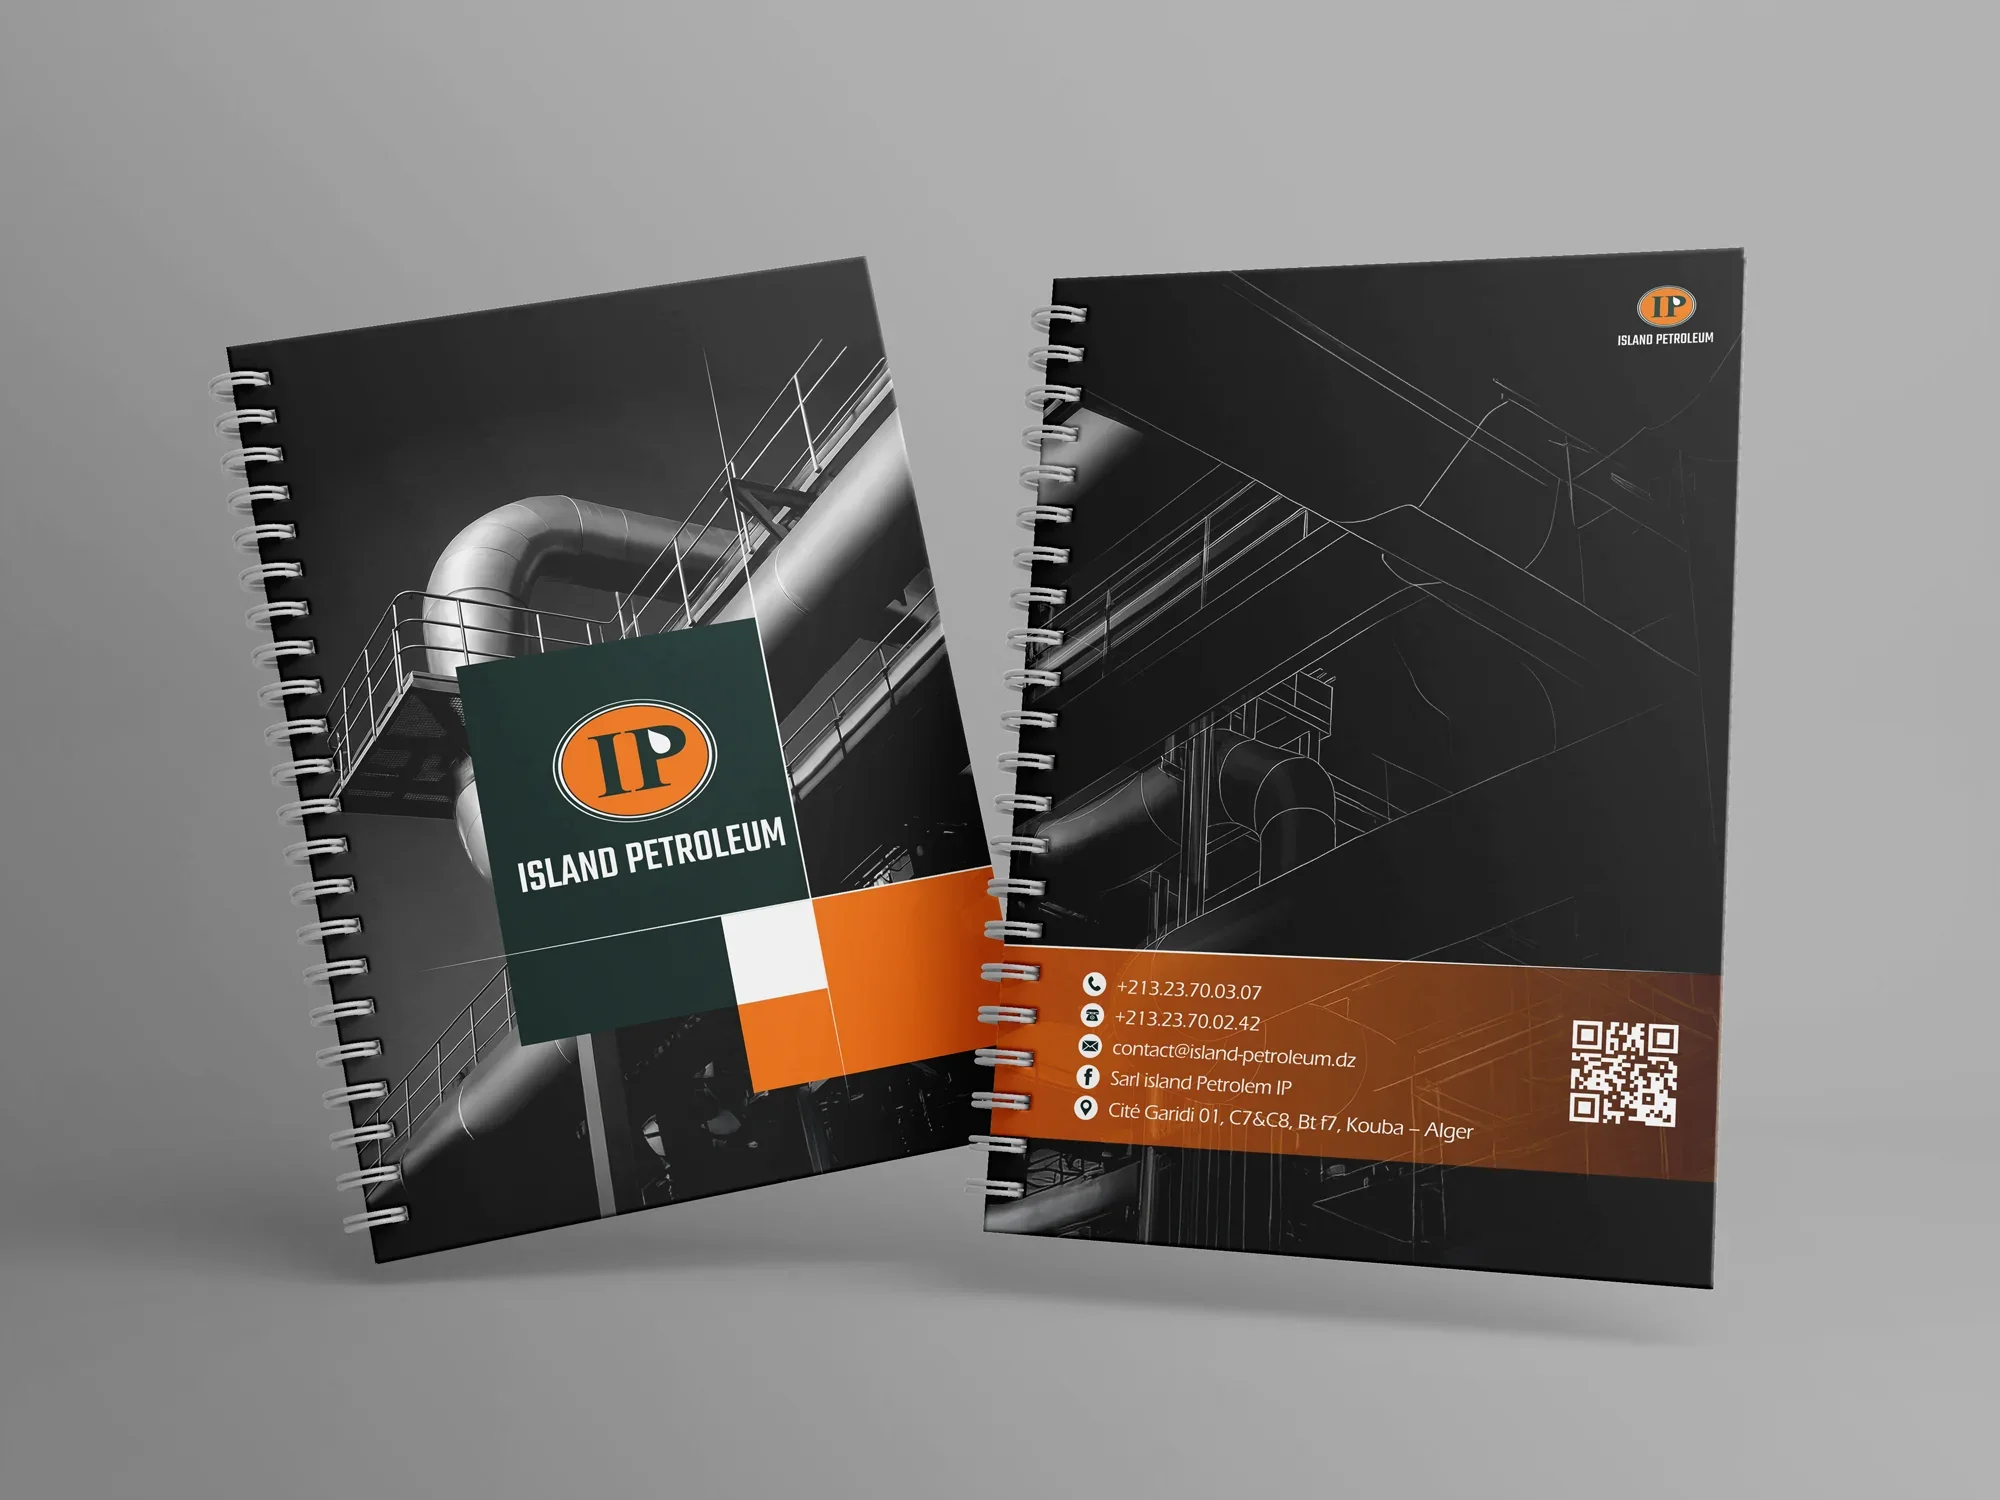 IP
ISLAND PETROLEUM
IP
ISLAND PETROLEUM
+213.23.70.03.07
+213.23.70.02.42
contact@island-petroleum.dz
Sarl island Petrolem IP
Cité Garidi 01, C7&C8, Bt f7, Kouba – Alger